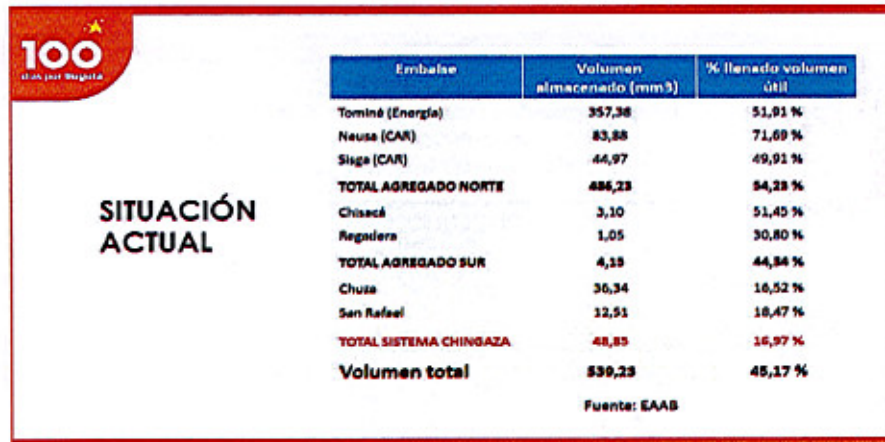 100
días por Bogotá
SITUACIÓN
ACTUAL
Embalse Volumen almacenado (mm3) % llenado volumen útil
Tominé (Energía) 357,38 51,91 %
Neusa (CAR) 83,88 71,69 %
Sisga (CAR) 44,97 49,91 %
TOTAL AGREGADO NORTE 486,23 54,23 %
Chisacá 3,10 51,45 %
Regadera 1,05 30,80 %
TOTAL AGREGADO SUR 4,15 44,84 %
Chuza 36,34 16,52 %
San Rafael 12,51 18,47 %
TOTAL SISTEMA CHINGAZA 48,85 16,97 %
Volumen total 539,23 45,17 %
Fuente: EAAB